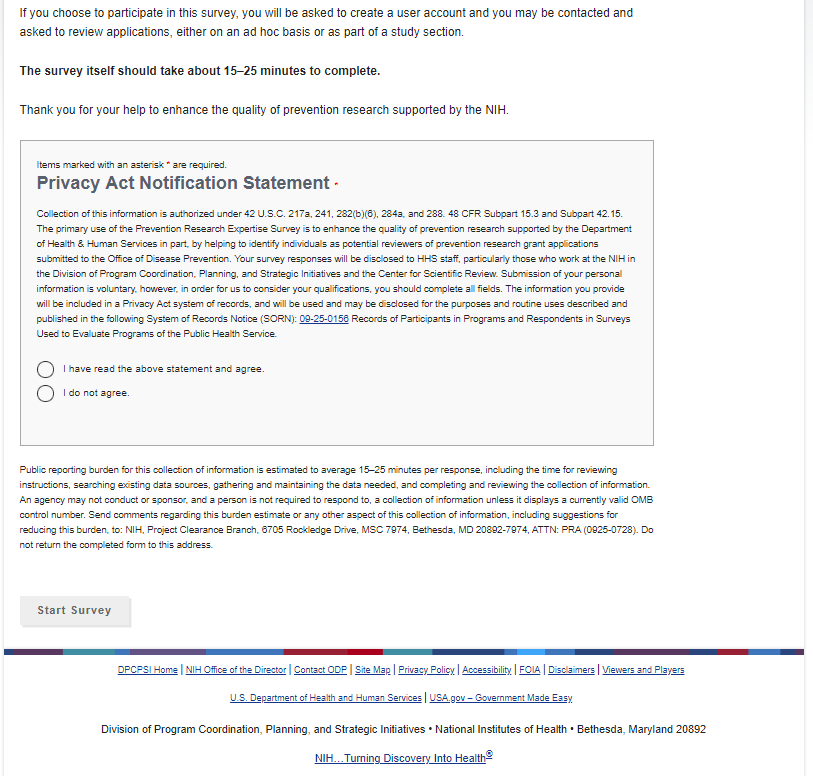 If you choose to participate in this survey, you will be asked to create a user account and you may be contacted and
asked to review applications, either on an ad hoc basis or as part of a study section.
The survey itself should take about 15–25 minutes to complete.
Thank you for your help to enhance the quality of prevention research supported by the NIH.
Items marked with an asterisk * are required.
Privacy Act Notification Statement *
Collection of this information is authorized under 42 U.S.C. 217a, 241, 282(b)(6), 284a, and 288. 48 CFR Subpart 15.3 and Subpart 42.15.
The primary use of the Prevention Research Expertise Survey is to enhance the quality of prevention research supported by the Department
of Health & Human Services in part, by helping to identify individuals as potential reviewers of prevention research grant applications
submitted to the Office of Disease Prevention. Your survey responses will be disclosed to HHS staff, particularly those who work at the NIH in
the Division of Program Coordination, Planning, and Strategic Initiatives and the Center for Scientific Review. Submission of your personal
information is voluntary, however, in order for us to consider your qualifications, you should complete all fields. The information you provide
will be included in a Privacy Act system of records, and will be used and may be disclosed for the purposes and routine uses described and
published in the following System of Records Notice (SORN): 09-25-0156 Records of Participants in Programs and Respondents in Surveys
Used to Evaluate Programs of the Public Health Service.
I have read the above statement and agree.
I do not agree.
Public reporting burden for this collection of information is estimated to average 15–25 minutes per response, including the time for reviewing
instructions, searching existing data sources, gathering and maintaining the data needed, and completing and reviewing the collection of information.
An agency may not conduct or sponsor, and a person is not required to respond to, a collection of information unless it displays a currently valid OMB
control number. Send comments regarding this burden estimate or any other aspect of this collection of information, including suggestions for
reducing this burden, to: NIH, Project Clearance Branch, 6705 Rockledge Drive, MSC 7974, Bethesda, MD 20892-7974, ATTN: PRA (0925-0728). Do
not return the completed form to this address.
Start Survey
DPCPSI Home | NIH Office of the Director | Contact ODP | Site Map | Privacy Policy | Accessibility | FOIA | Disclaimers | Viewers and Players
U.S. Department of Health and Human Services | USA.gov – Government Made Easy
Division of Program Coordination, Planning, and Strategic Initiatives • National Institutes of Health • Bethesda, Maryland 20892
NIH…Turning Discovery Into Health®